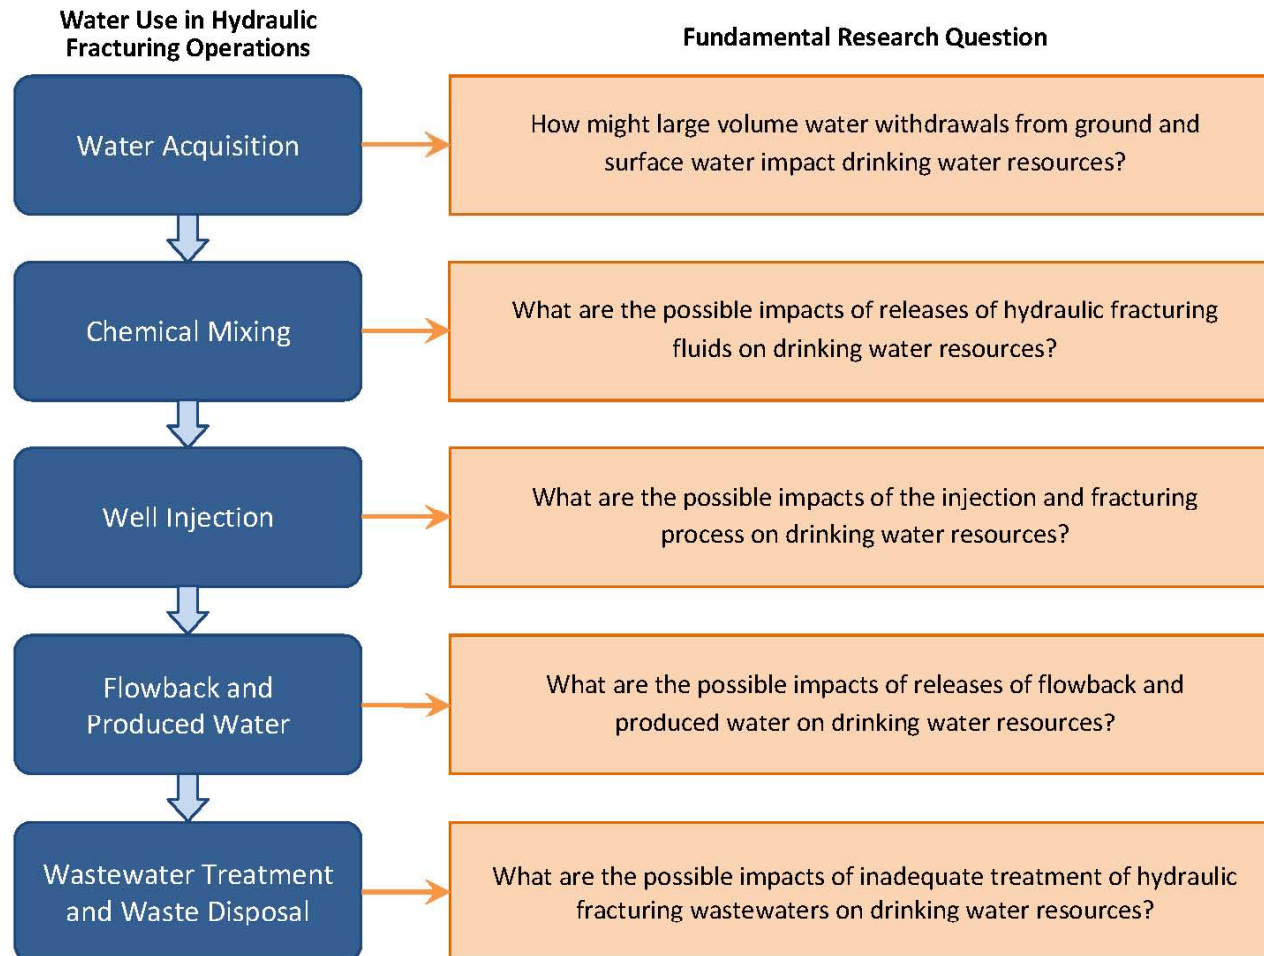 Water Use in Hydraulic
Fracturing Operations
Fundamental Research Question
Water Acquisition
How might large volume water withdrawals from ground and
surface water impact drinking water resources?
Chemical Mixing
What are the possible impacts of releases of hydraulic fracturing
fluids on drinking water resources?
Well Injection
What are the possible impacts of the injection and fracturing
process on drinking water resources?
Flowback and
Produced Water
What are the possible impacts of releases of flowback and
produced water on drinking water resources?
Wastewater Treatment
and Waste Disposal
What are the possible impacts of inadequate treatment of hydraulic
fracturing wastewaters on drinking water resources?